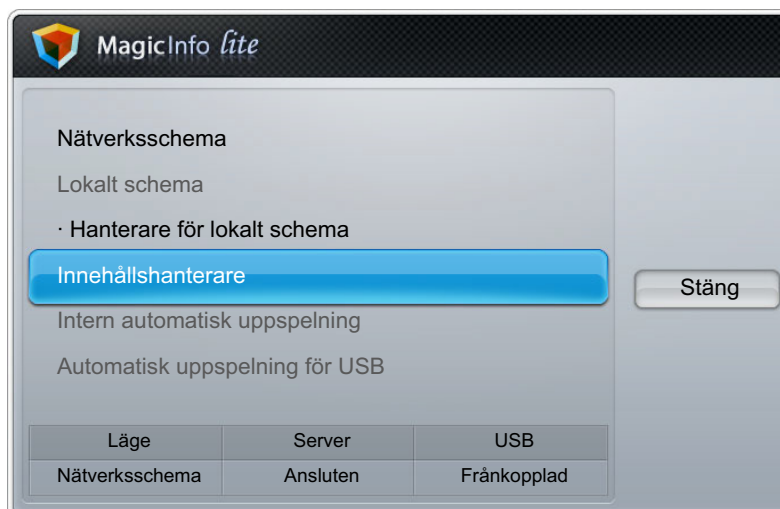 MagicInfo lite
Nätverksschema
Lokalt schema
· Hanterare för lokalt schema
Innehållshanterare
Stäng
Intern automatisk uppspelning
Automatisk uppspelning för USB
Läge Server USB
Nätverksschema Ansluten Frånkopplad